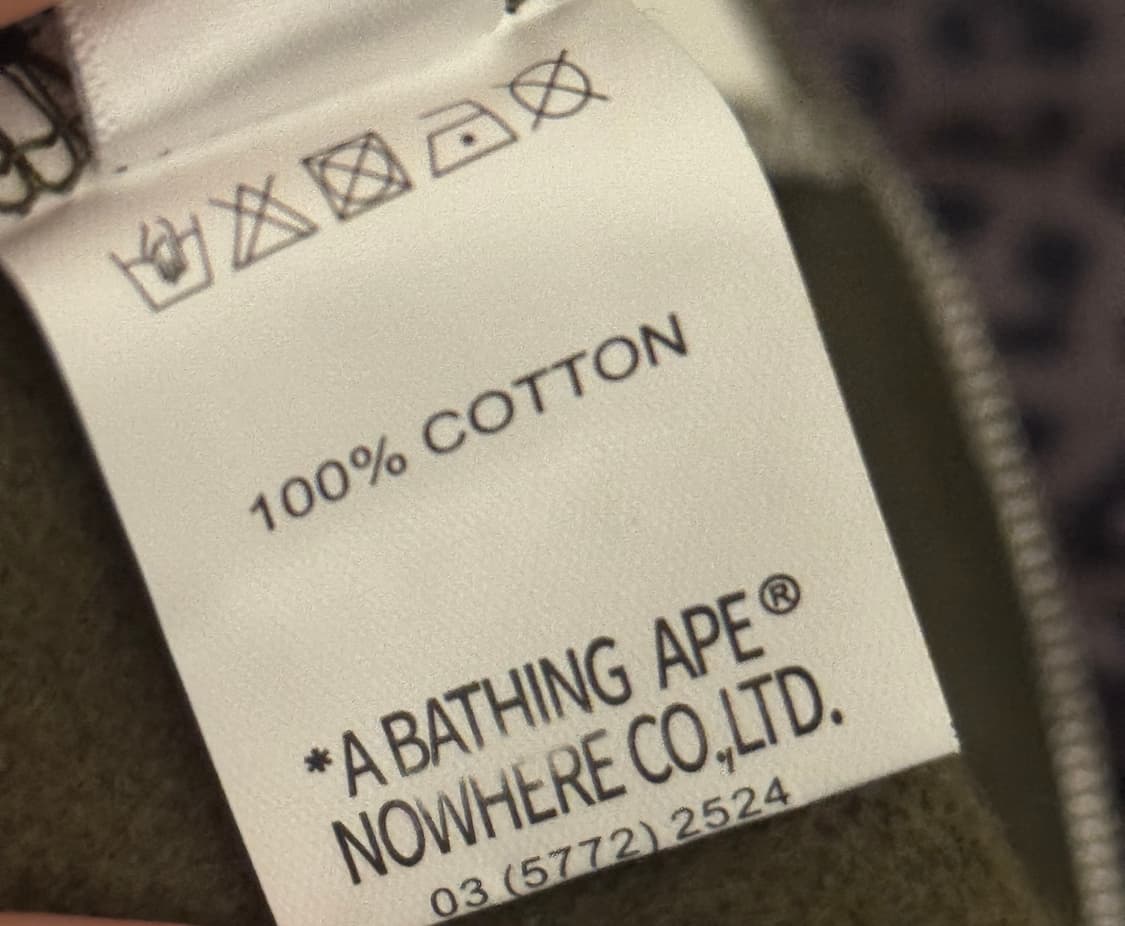 100% COTTON
*A BATHING APE®
NOWHERE CO.,LTD.
03 (5772) 2524